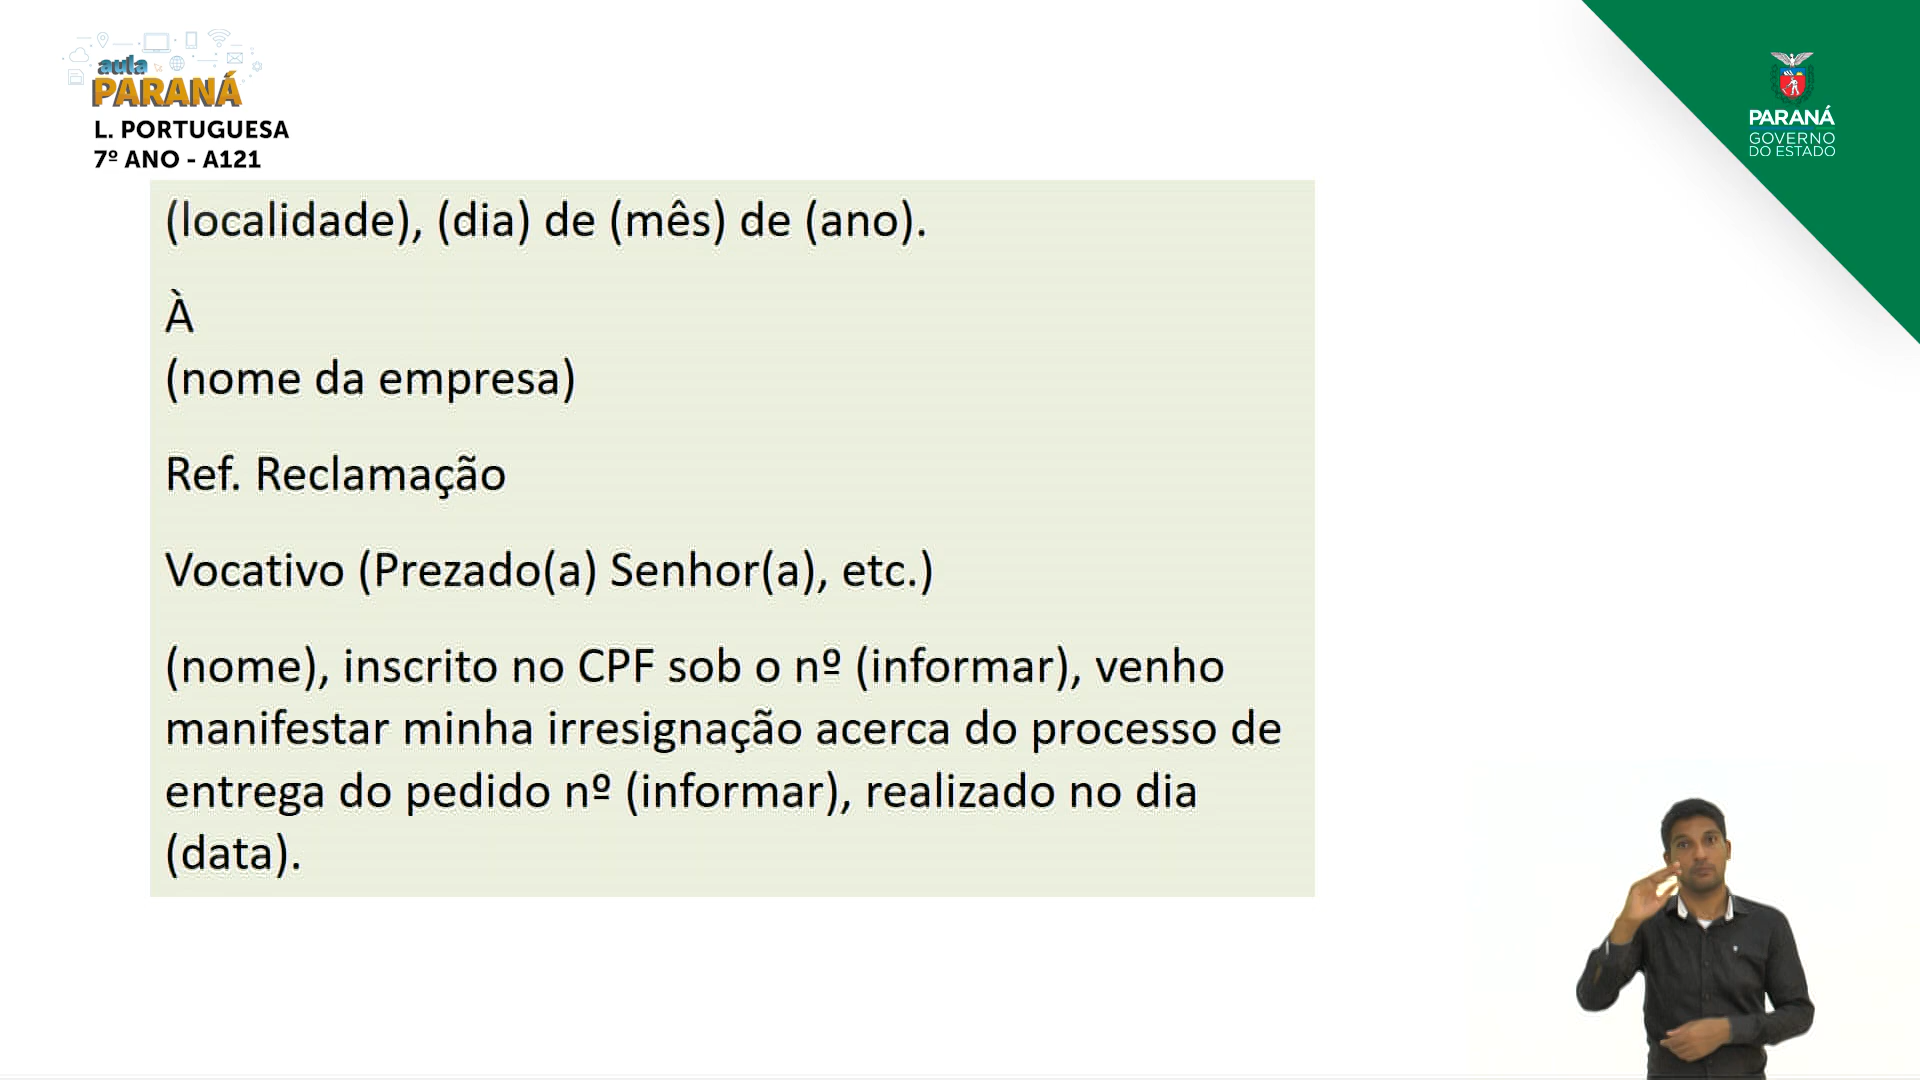 aula
PARANÁ
L. PORTUGUESA
7º ANO - A121
PARANÁ
GOVERNO
DO ESTADO
(localidade), (dia) de (mês) de (ano).
À
(nome da empresa)
Ref. Reclamação
Vocativo (Prezado(a) Senhor(a), etc.)
(nome), inscrito no CPF sob o nº (informar), venho
manifestar minha irresignação acerca do processo de
entrega do pedido nº (informar), realizado no dia
(data).